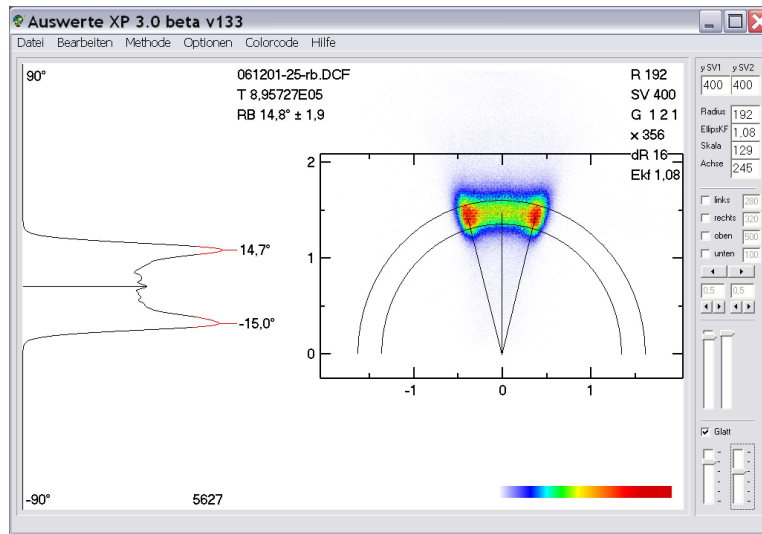 Auswerte XP 3.0 beta v133
Datei Bearbeiten Methode Optionen Colorcode Hilfe
90°
061201-25-rb.DCF
T 8,95727E05
RB 14,8° ± 1,9
R 192
SV 400
G 1 2 1
x 356
dR 16
Ekf 1,08
2
1
0
-1 0 1
14,7°
-15,0°
-90°
5627
y SV1 y SV2
400 400
Radius 192
EllipsKF 1,08
Skala 129
Achse 245
links 280
rechts 320
oben 500
unten 100
0,5 0,5
Glatt